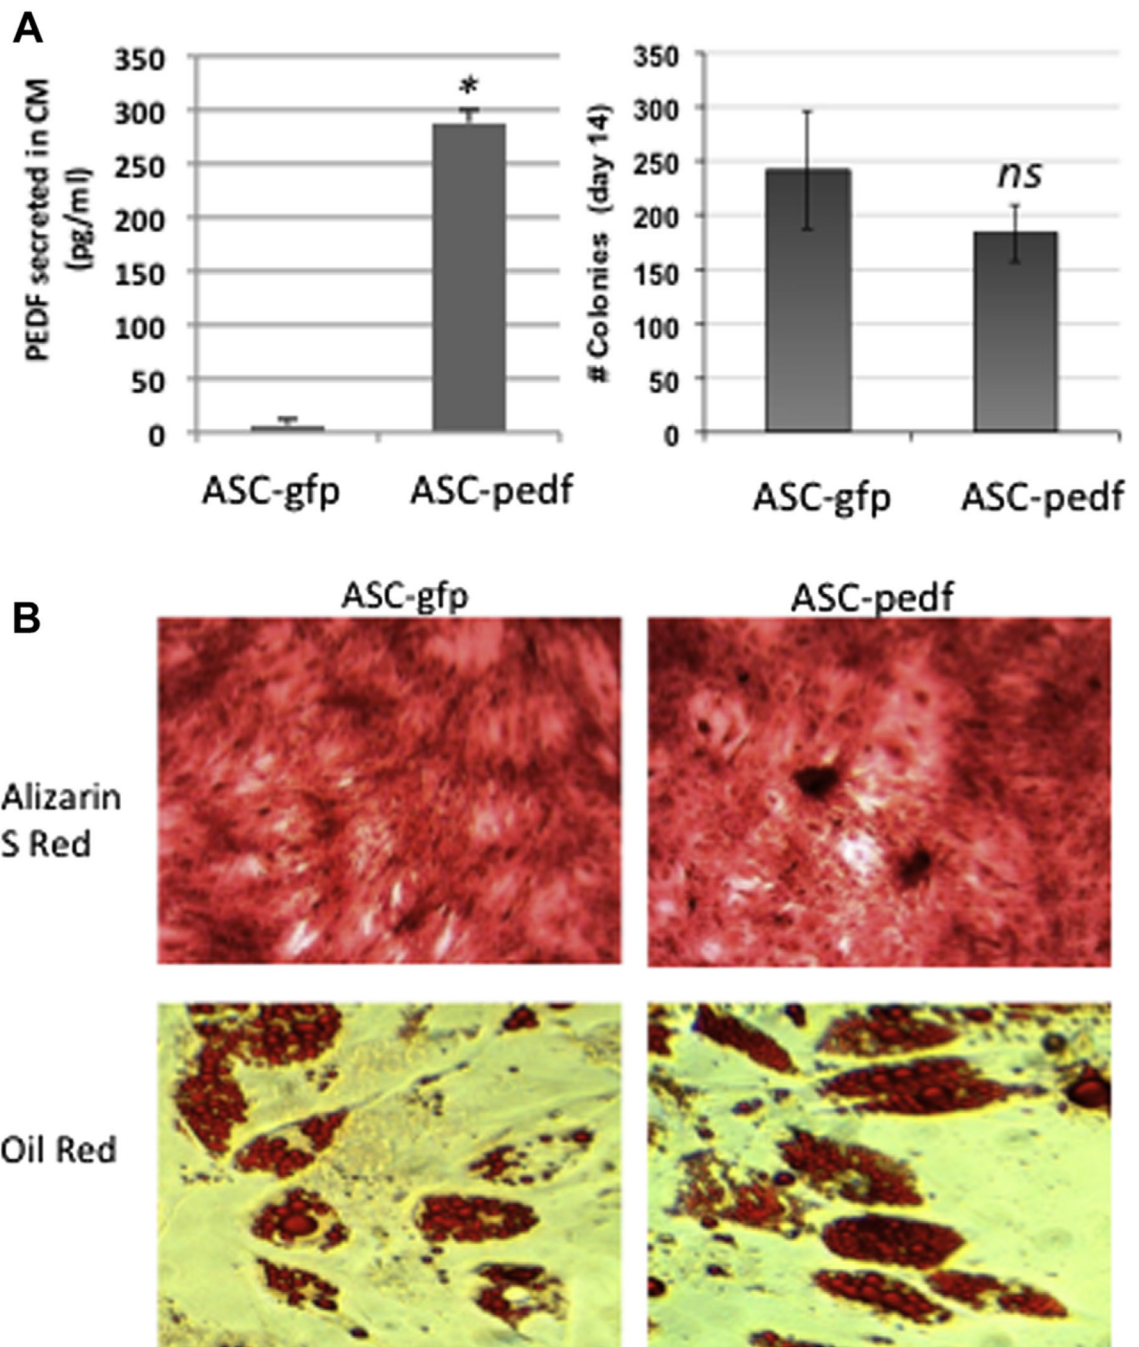 A
PEDF secreted in CM
(pg/ml)
350
300
250
200
150
100
50
0
*
ASC-gfp
ASC-pedf
# Colonies (day 14)
350
300
250
200
150
100
50
0
ns
ASC-gfp
ASC-pedf
B
ASC-gfp
ASC-pedf
Alizarin
S Red
Oil Red